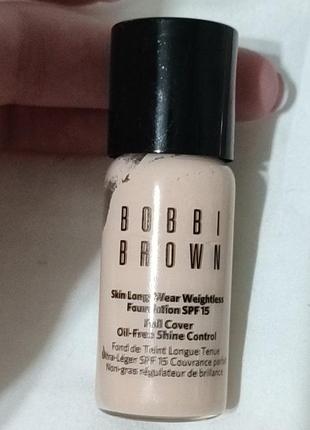 BOBBI
BROWN
Skin Long-Wear Weightless
Foundation SPF 15
Full Cover
Oil-Free Shine Control
Fond de Teint Longue Tenue
Ultra-Léger SPF 15 Couvrance
Non-gras régulateur de brillance